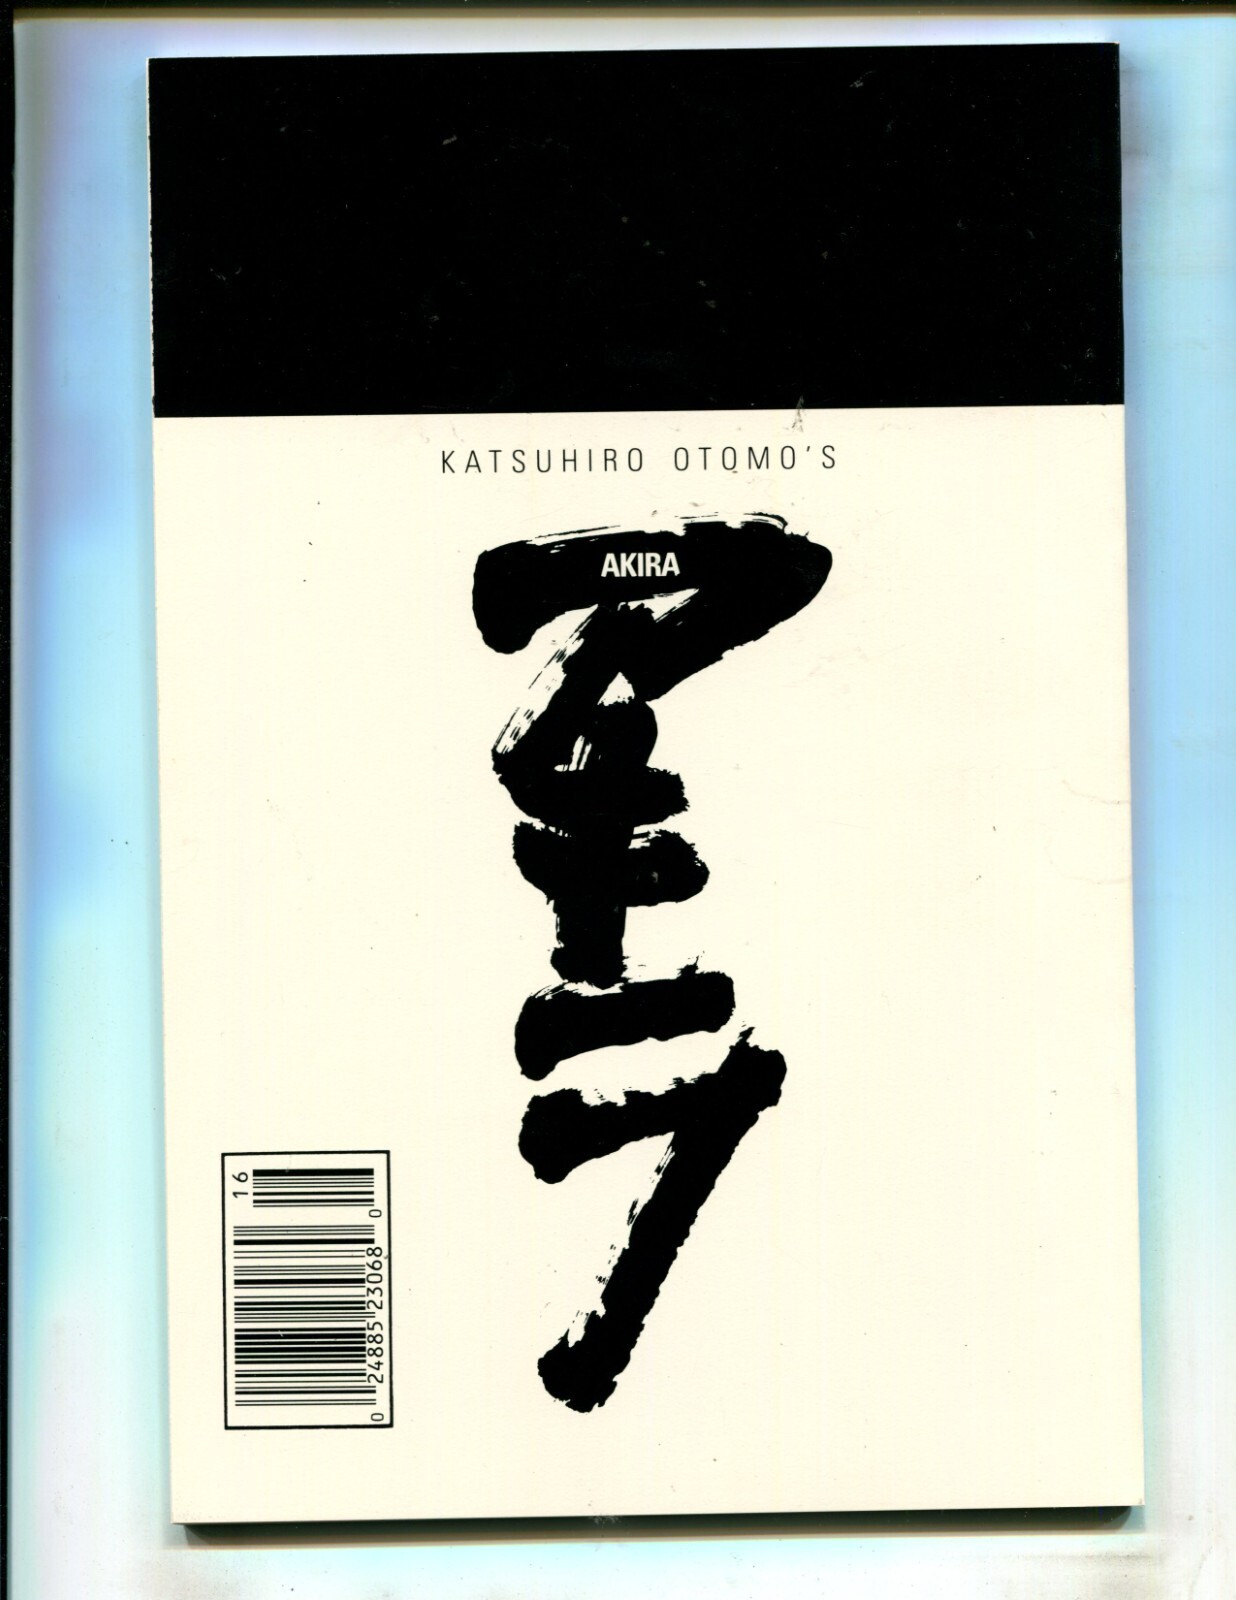 KATSUHIRO OTOMO'S
AKIRA
アキラ
16
0 24885 23068 0